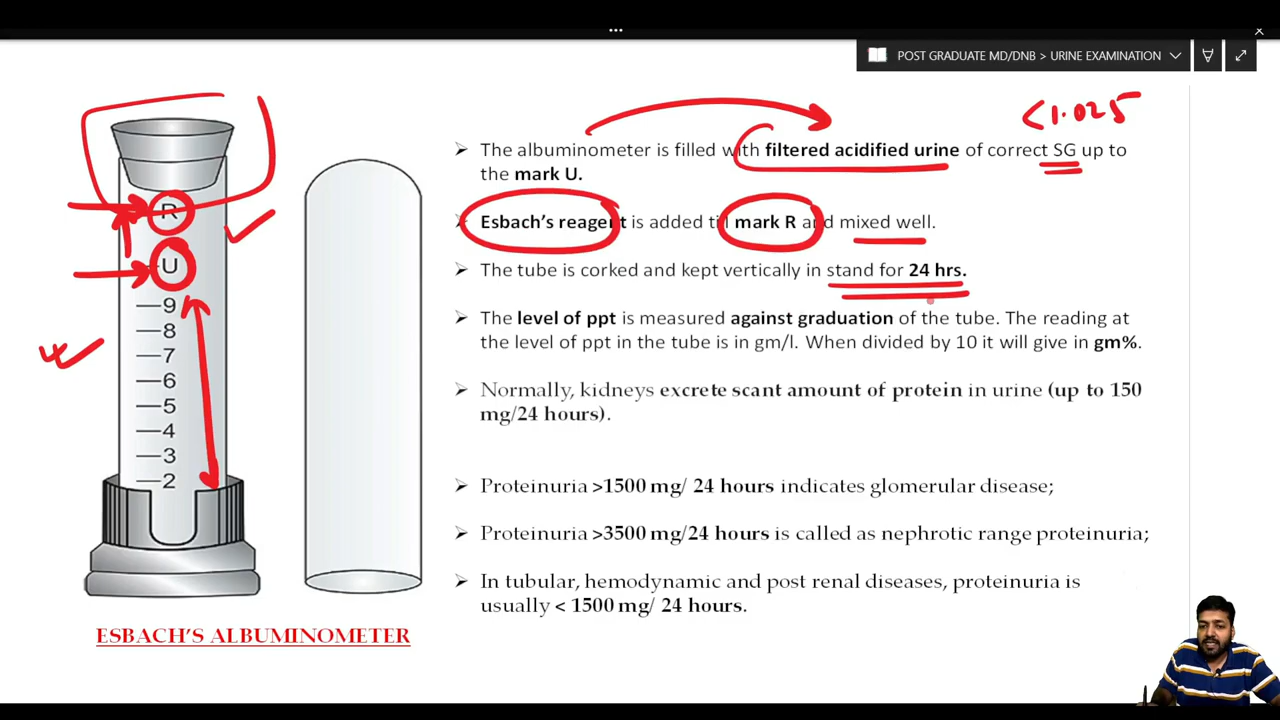 POST GRADUATE MD/DNB > URINE EXAMINATION
<1.025
R
U
9
8
7
6
5
4
3
2
ESBACH'S ALBUMINOMETER
➤ The albuminometer is filled with filtered acidified urine of correct SG up to
the mark U.
➤ Esbach's reagent is added till mark R and mixed well.
➤ The tube is corked and kept vertically in stand for 24 hrs.
➤ The level of ppt is measured against graduation of the tube. The reading at
the level of ppt in the tube is in gm/l. When divided by 10 it will give in gm%.
➤ Normally, kidneys excrete scant amount of protein in urine (up to 150
mg/24 hours).
➤ Proteinuria >1500 mg/ 24 hours indicates glomerular disease;
➤ Proteinuria >3500 mg/24 hours is called as nephrotic range proteinuria;
➤ In tubular, hemodynamic and post renal diseases, proteinuria is
usually < 1500 mg/ 24 hours.